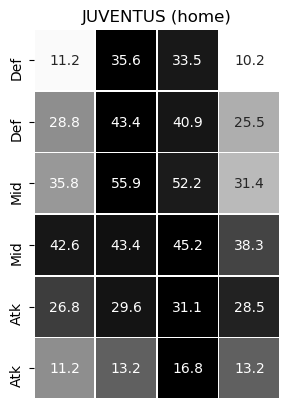 JUVENTUS (home)
Def 11.2 35.6 33.5 10.2
Def 28.8 43.4 40.9 25.5
Mid 35.8 55.9 52.2 31.4
Mid 42.6 43.4 45.2 38.3
Atk 26.8 29.6 31.1 28.5
Atk 11.2 13.2 16.8 13.2